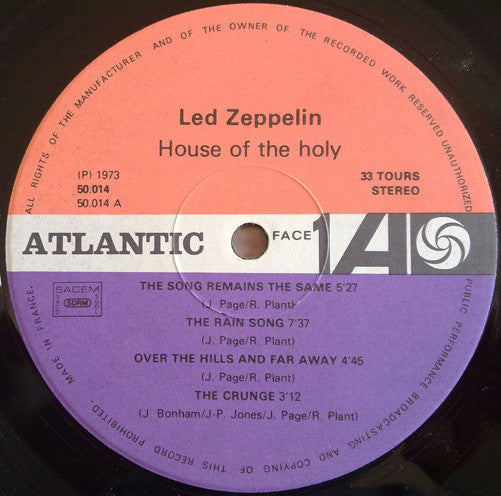 ALL RIGHTS OF THE MANUFACTURER AND OF THE OWNER OF THE RECORDED WORK RESERVED UNAUTHORIZED
PUBLIC PERFORMANCE BROADCASTING AND COPYING OF THIS RECORD PROHIBITED- MADE IN FRANCE.
Led Zeppelin
House of the holy
(P) 1973
50.014
50.014 A
33 TOURS
STEREO
ATLANTIC
FACE 1
A
SACEM
SDRM
THE SONG REMAINS THE SAME 5'27
(J. Page/R. Plant)
THE RAIN SONG 7'37
(J. Page/R. Plant)
OVER THE HILLS AND FAR AWAY 4'45
(J. Page/R. Plant)
THE CRUNGE 3'12
(J. Bonham/J-P. Jones/J. Page/R. Plant)